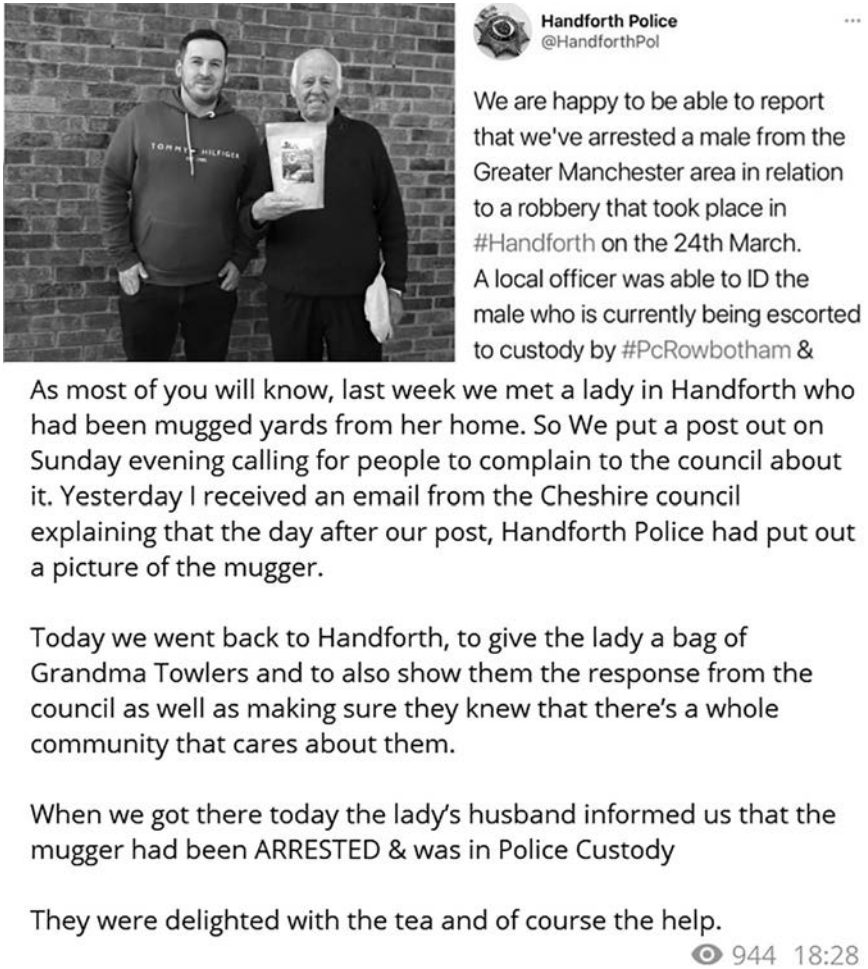 TOMMY HILFIGER
Handforth Police
@HandforthPol
We are happy to be able to report
that we've arrested a male from the
Greater Manchester area in relation
to a robbery that took place in
#Handforth on the 24th March.
A local officer was able to ID the
male who is currently being escorted
to custody by #PcRowbotham &
As most of you will know, last week we met a lady in Handforth who
had been mugged yards from her home. So We put a post out on
Sunday evening calling for people to complain to the council about
it. Yesterday I received an email from the Cheshire council
explaining that the day after our post, Handforth Police had put out
a picture of the mugger.
Today we went back to Handforth, to give the lady a bag of
Grandma Towlers and to also show them the response from the
council as well as making sure they knew that there’s a whole
community that cares about them.
When we got there today the lady’s husband informed us that the
mugger had been ARRESTED & was in Police Custody
They were delighted with the tea and of course the help.
944 18:28